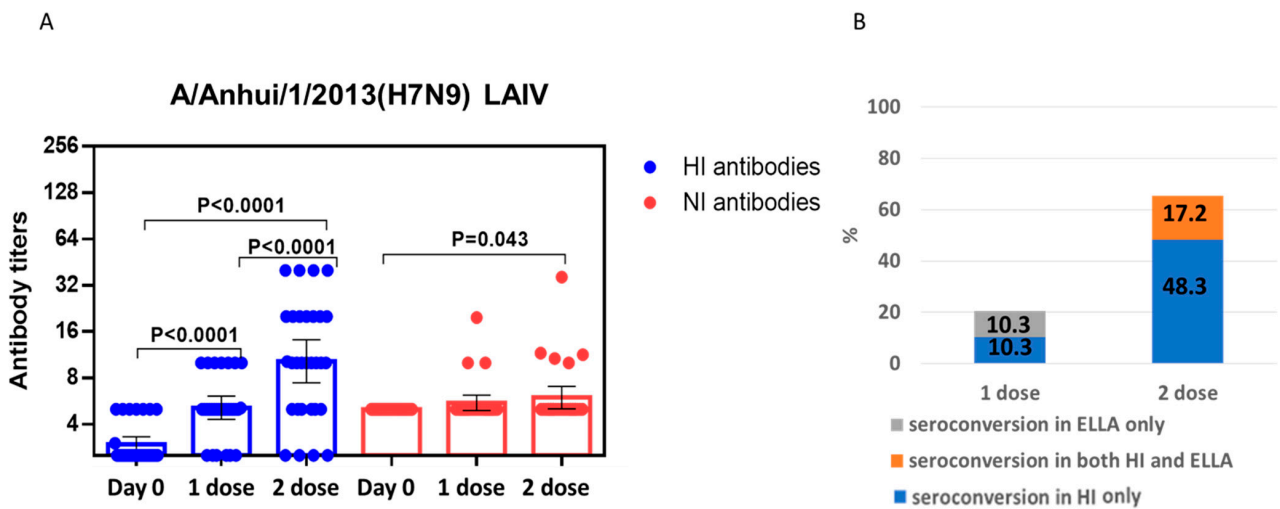 A
A/Anhui/1/2013(H7N9) LAIV
Antibody titers
256
128
64
32
16
8
4
P<0.0001
P<0.0001
P<0.0001
P=0.043
Day 0
1 dose
2 dose
Day 0
1 dose
2 dose
HI antibodies
NI antibodies
B
%
100
80
60
40
20
0
10.3
10.3
17.2
48.3
1 dose
2 dose
seroconversion in ELLA only
seroconversion in both HI and ELLA
seroconversion in HI only